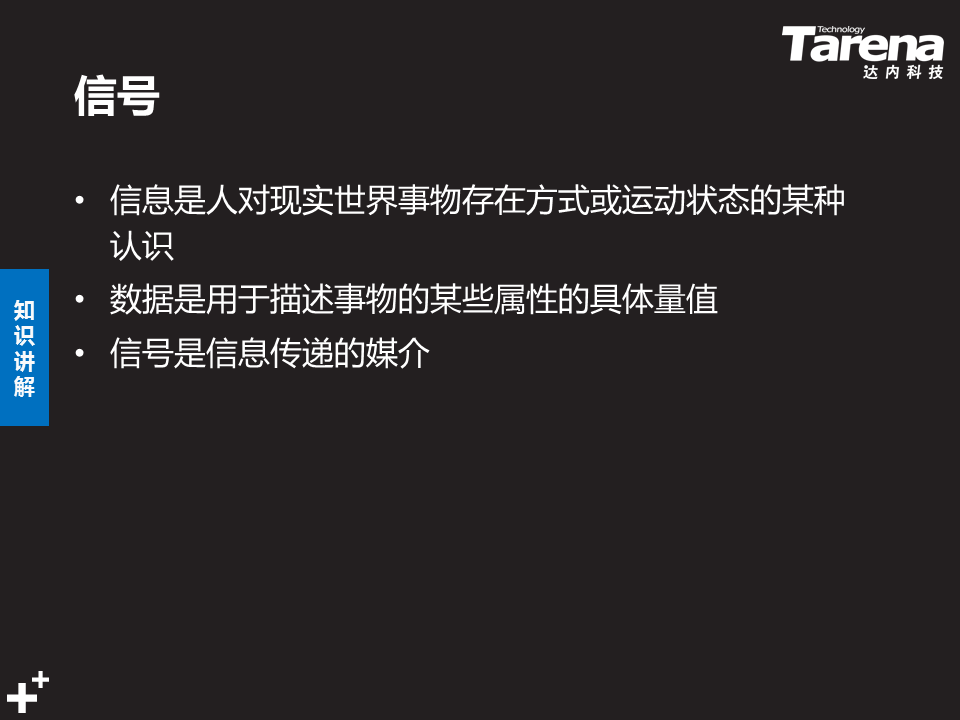 Technology
Tarena
达内科技
信号
• 信息是人对现实世界事物存在方式或运动状态的某种
认识
• 数据是用于描述事物的某些属性的具体量值
• 信号是信息传递的媒介
知
识
讲
解
++